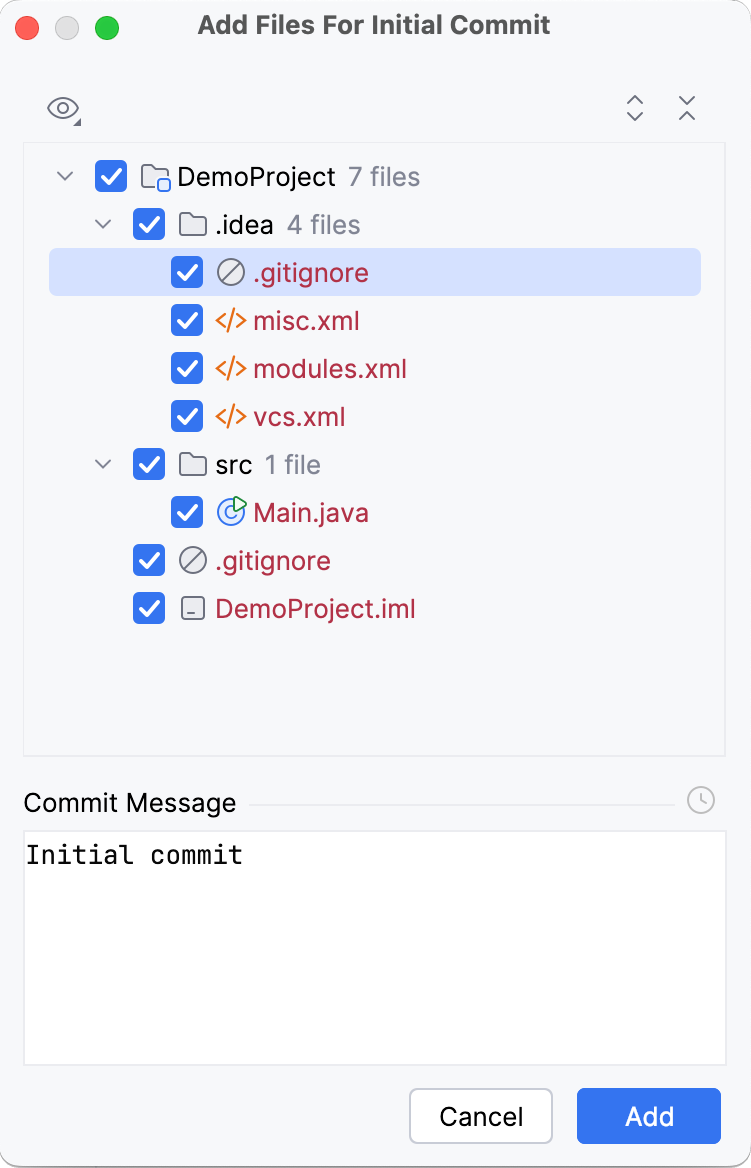 Add Files For Initial Commit
DemoProject 7 files
.idea 4 files
.gitignore
misc.xml
modules.xml
vcs.xml
src 1 file
Main.java
.gitignore
DemoProject.iml
Commit Message
Initial commit
Cancel Add